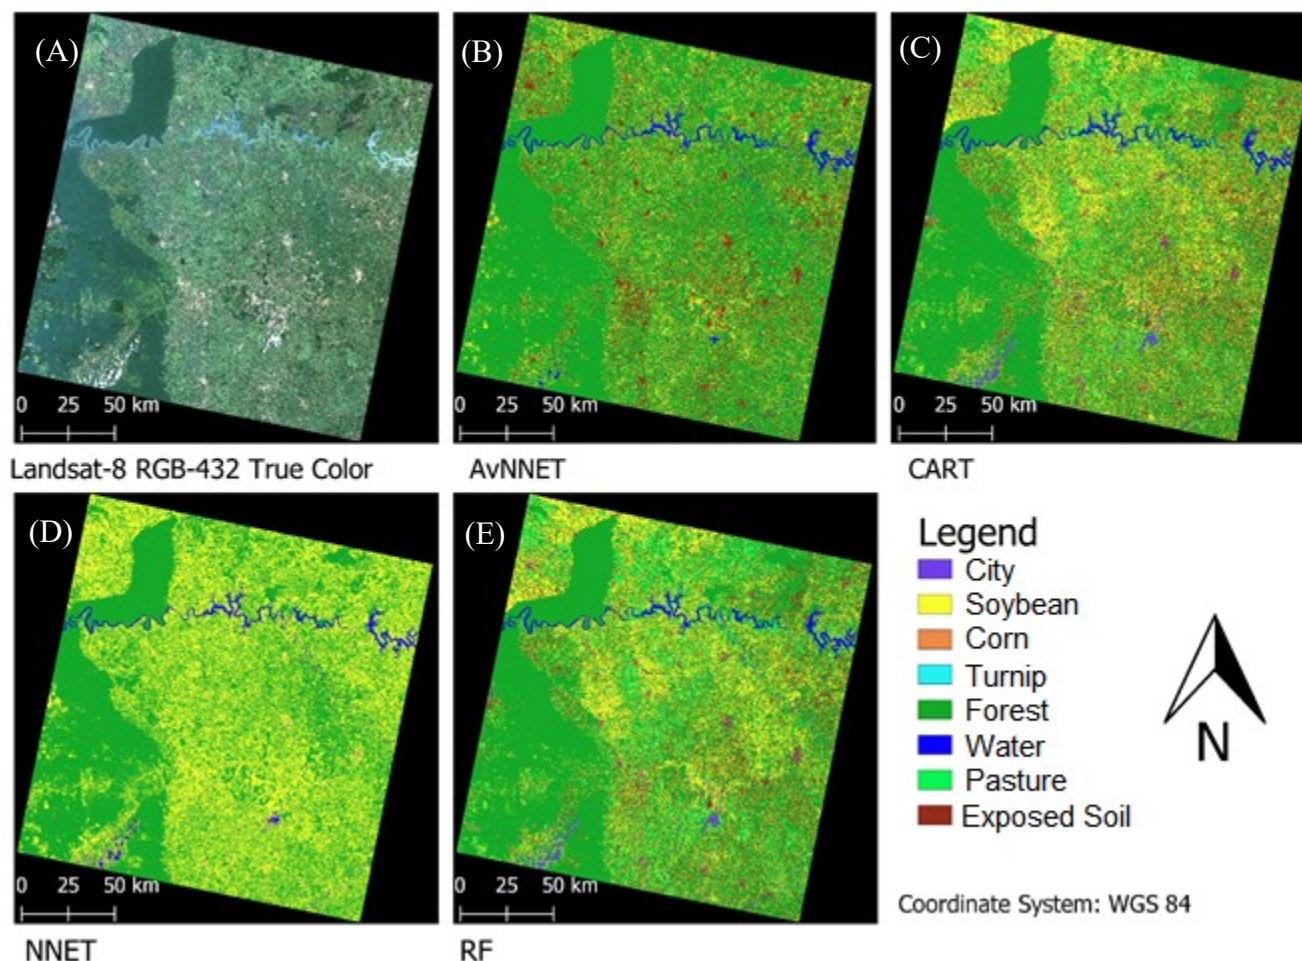 (A)
(B)
(C)
0 25 50 km
0 25 50 km
0 25 50 km
Landsat-8 RGB-432 True Color
AvNNET
CART
(D)
(E)
0 25 50 km
0 25 50 km
NNET
RF
Legend
City
Soybean
Corn
Turnip
Forest
Water
Pasture
Exposed Soil
N
Coordinate System: WGS 84